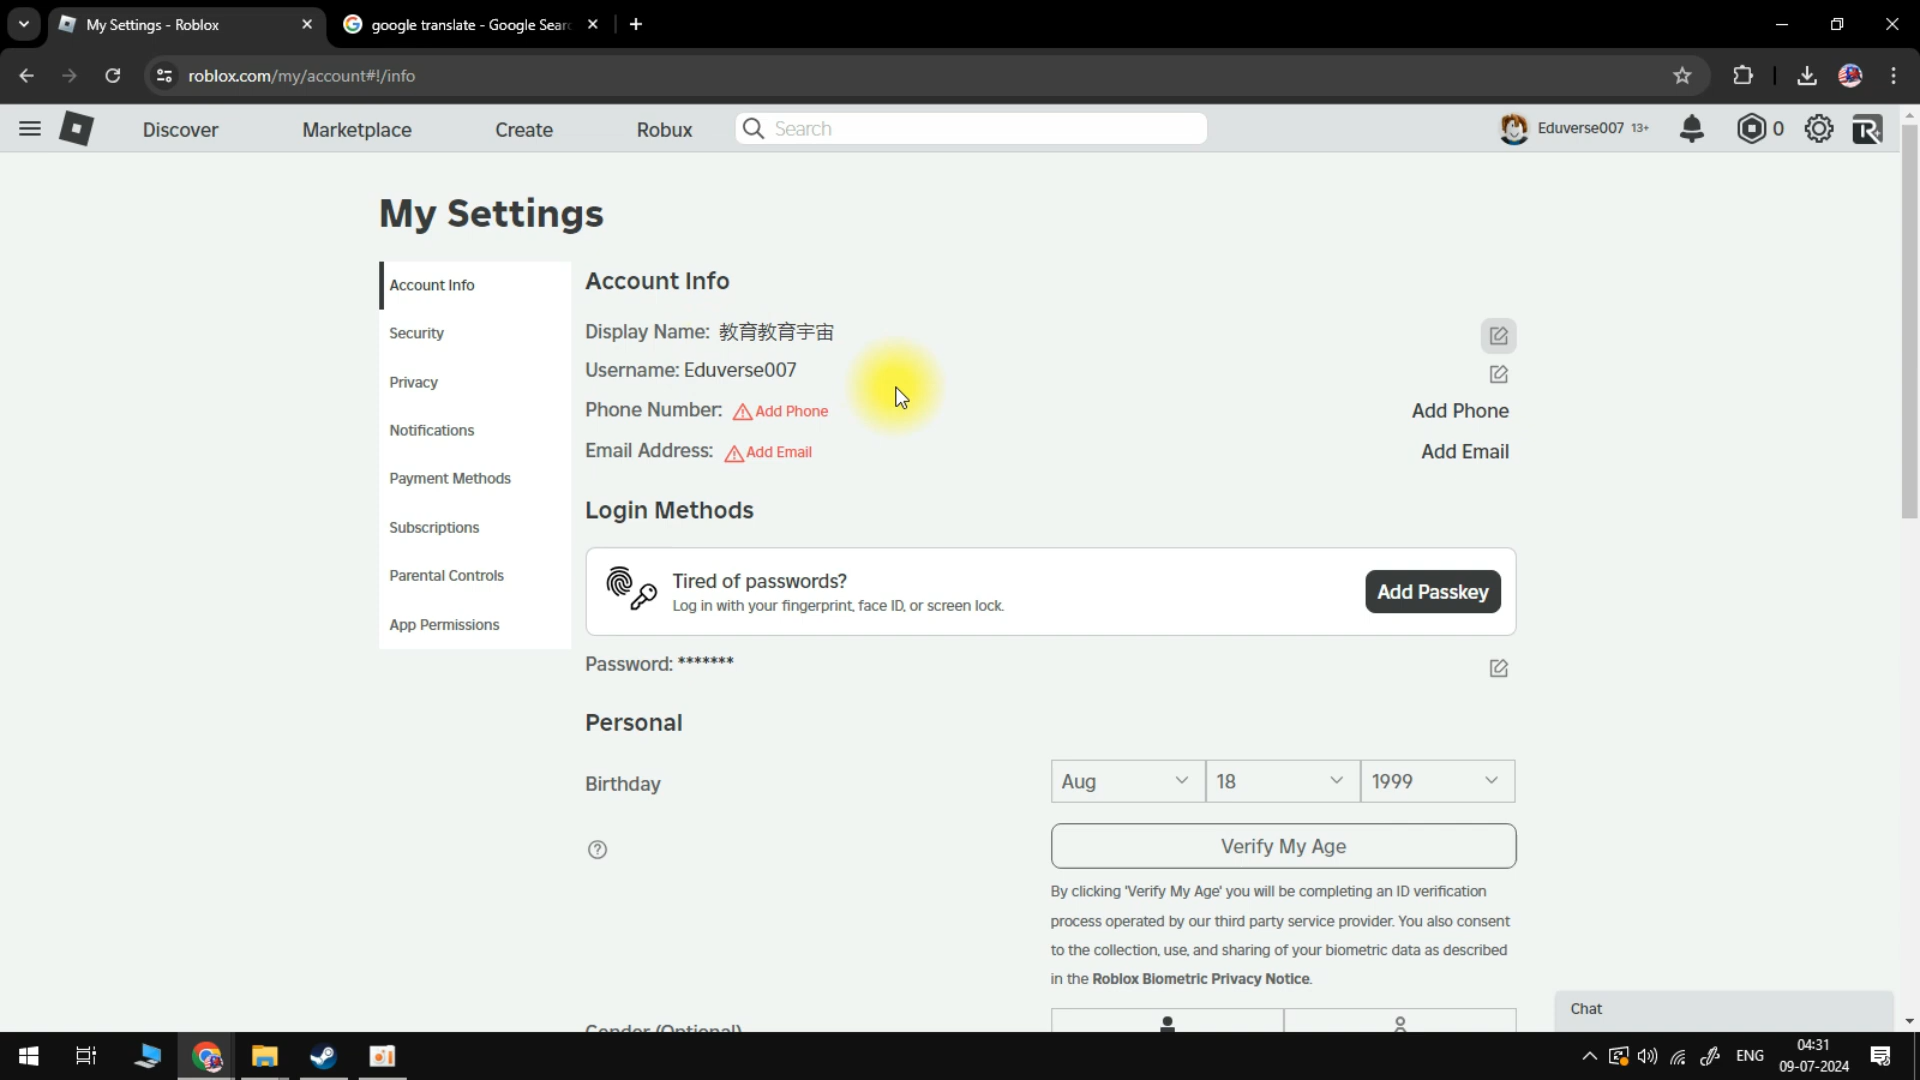 My Settings - Roblox
google translate - Google Sear
roblox.com/my/account#!/info
Discover
Marketplace
Create
Robux
Search
Eduverse007 13+
0
My Settings
Account Info
Security
Privacy
Notifications
Payment Methods
Subscriptions
Parental Controls
App Permissions
Account Info
Display Name: 教育教育宇宙
Username: Eduverse007
Phone Number: Add Phone
Add Phone
Email Address: Add Email
Add Email
Login Methods
Tired of passwords?
Log in with your fingerprint, face ID, or screen lock.
Add Passkey
Password: *******
Personal
Birthday
Aug
18
1999
Verify My Age
By clicking 'Verify My Age' you will be completing an ID verification
process operated by our third party service provider. You also consent
to the collection, use, and sharing of your biometric data as described
in the Roblox Biometric Privacy Notice.
Gender (Optional)
Chat
ENG
04:31
09-07-2024